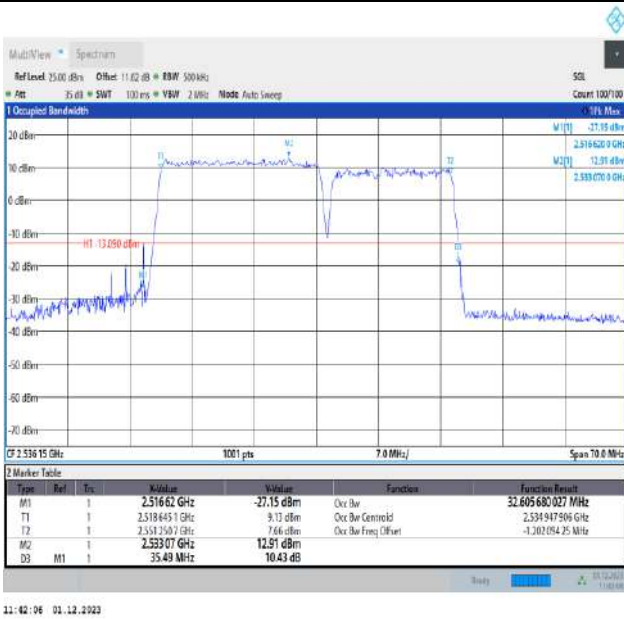 MultiView Spectrum
Ref Level 25.00 dBm Offset 11.02 dB RBW 500 kHz SGL
Att 35 dB SWT 100 ms VBW 2 MHz Mode Auto Sweep Count 100/100
1 Occupied Bandwidth 1Pk Max
M1[1] -27.15 dBm
2.516620 0 GHz
M2[1] 12.91 dBm
2.533070 0 GHz
20 dBm
M2
T1 T2
10 dBm
0 dBm
-10 dBm
H1 -13.090 dBm
D3
-20 dBm
M1
-30 dBm
-40 dBm
-50 dBm
-60 dBm
-70 dBm
CF 2.53615 GHz 1001 pts 7.0 MHz/ Span 70.0 MHz
2 Marker Table
Type Ref Trc X-Value Y-Value Function Function Result
M1 1 2.51662 GHz -27.15 dBm Occ Bw 32.605 680 027 MHz
T1 1 2.518 645 1 GHz 9.13 dBm Occ Bw Centroid 2.534 947 906 GHz
T2 1 2.551 250 7 GHz 7.66 dBm Occ Bw Freq Offset -1.202 094 25 MHz
M2 1 2.53307 GHz 12.91 dBm
D3 M1 1 35.49 MHz 10.43 dB
Ready
11:42:06 01.12.2023